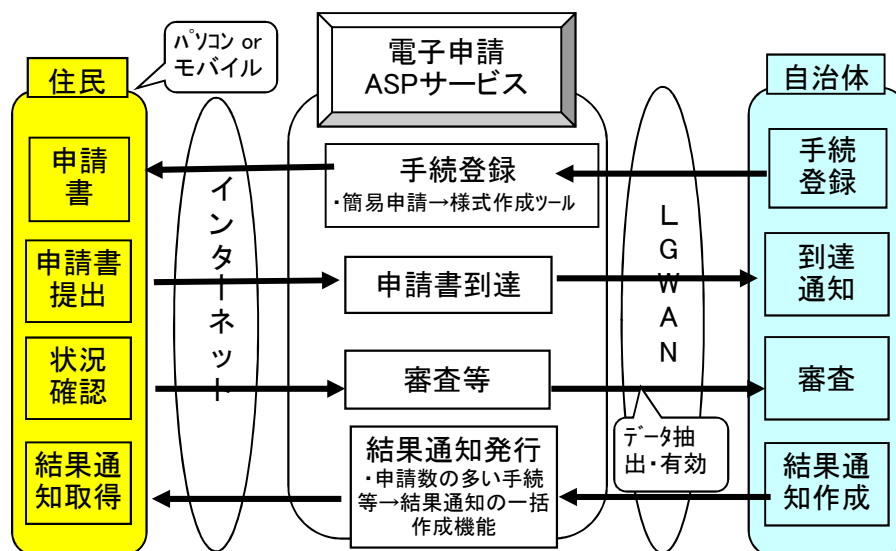 パソコン or
モバイル
住民
電子申請
ASPサービス
自治体
申請
書
手続登録
・簡易申請→様式作成ツール
手続
登録
インターネット
LGWAN
申請書
提出
申請書到達
到達
通知
状況
確認
審査等
審査
データ抽
出・有効
結果通
知取得
結果通知発行
・申請数の多い手続
等→結果通知の一括
作成機能
結果通
知作成